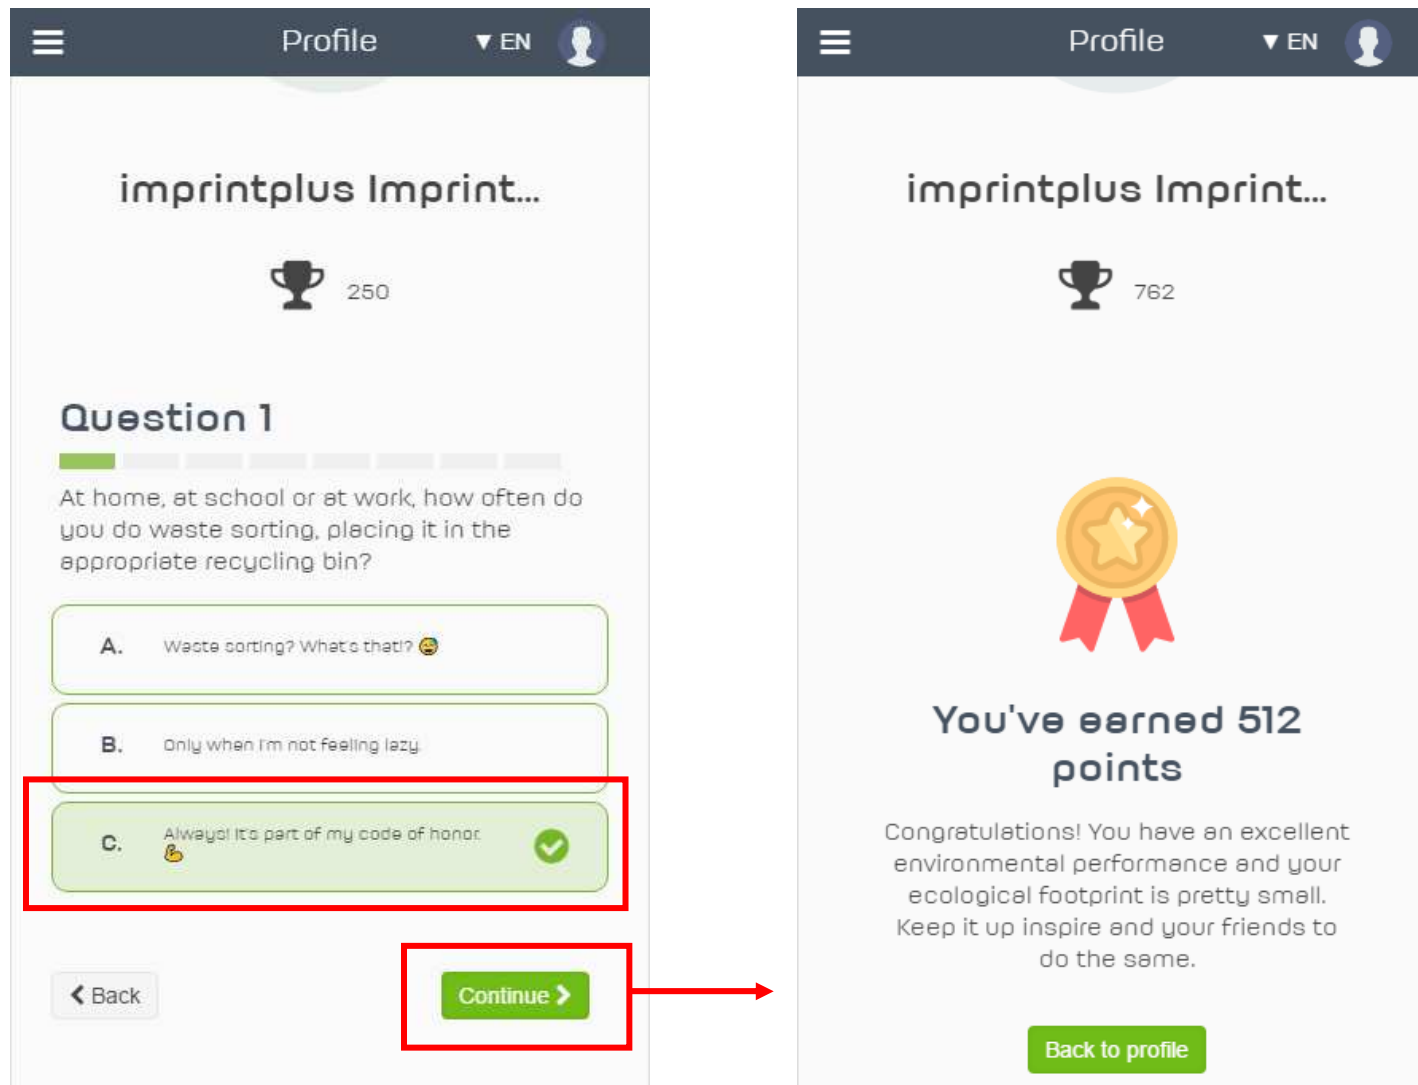 Profile
▼ EN
imprintplus Imprint...
250
Question 1
At home, at school or at work, how often do
you do waste sorting, placing it in the
appropriate recycling bin?
A. Waste sorting? What's that!? 😅
B. Only when I'm not feeling lazy.
C. Always! It's part of my code of honor.
💪
Back
Continue
Profile
▼ EN
imprintplus Imprint...
762
You've earned 512
points
Congratulations! You have an excellent
environmental performance and your
ecological footprint is pretty small.
Keep it up inspire and your friends to
do the same.
Back to profile